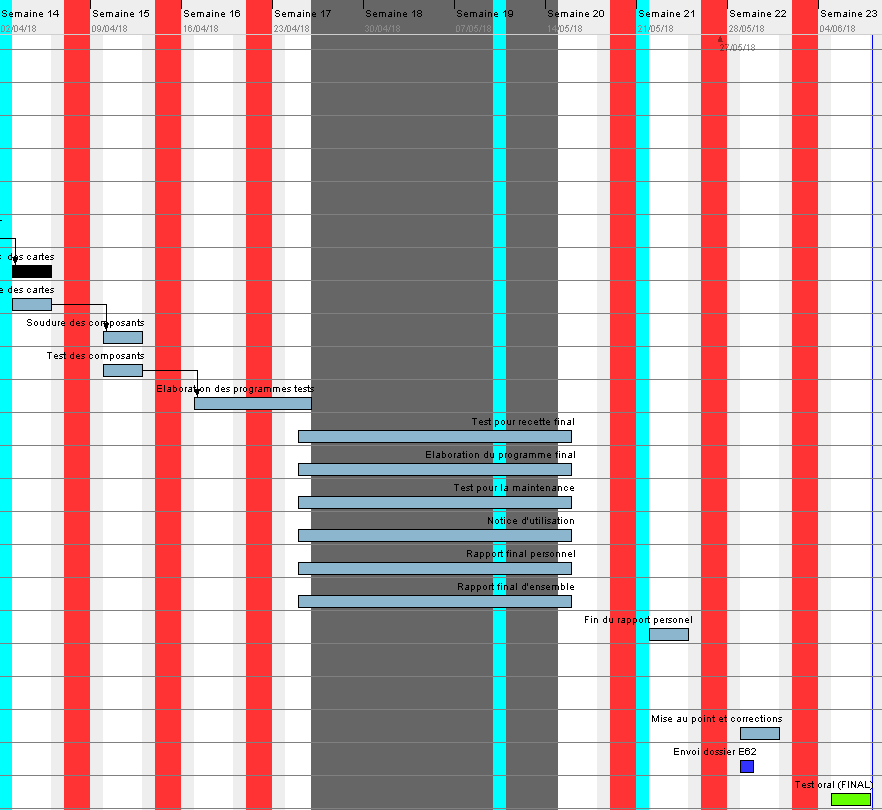 Semaine 14 Semaine 15 Semaine 16 Semaine 17 Semaine 18 Semaine 19 Semaine 20 Semaine 21 Semaine 22 Semaine 23
02/04/18 09/04/18 16/04/18 23/04/18 30/04/18 07/05/18 14/05/18 21/05/18 28/05/18 04/06/18
27/05/18
des cartes
e des cartes
Soudure des composants
Test des composants
Elaboration des programmes tests
Test pour recette final
Elaboration du programme final
Test pour la maintenance
Notice d'utilisation
Rapport final personnel
Rapport final d'ensemble
Fin du rapport personel
Mise au point et corrections
Envoi dossier E62
Test oral (FINAL)